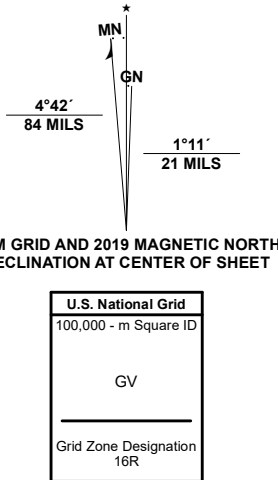 ★
MN
GN
4°42´
84 MILS
1°11´
21 MILS
M GRID AND 2019 MAGNETIC NORTH
ECLINATION AT CENTER OF SHEET
U.S. National Grid
100,000 - m Square ID
GV
Grid Zone Designation
16R